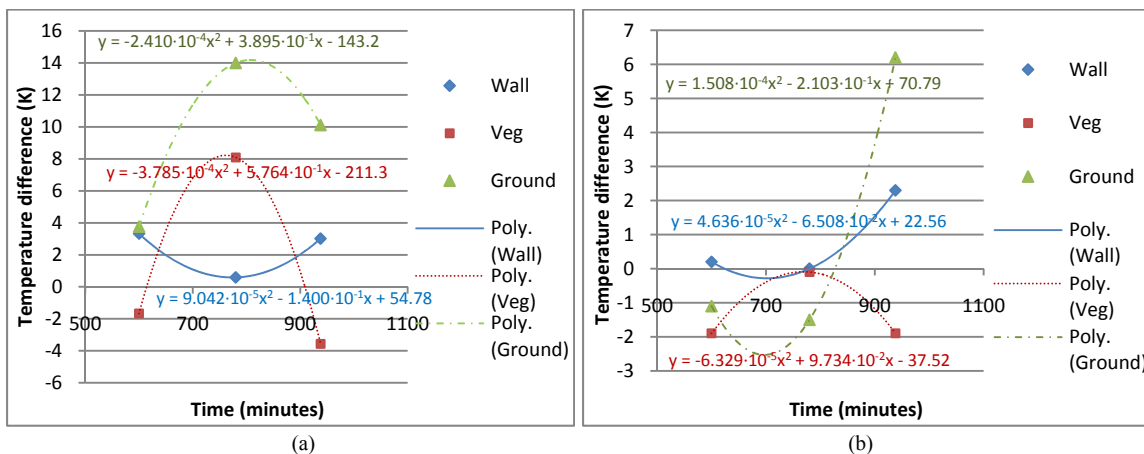 16
14
12
10
8
6
4
2
0
-2
-4
-6
500
700
900
1100
Temperature difference (K)
Time (minutes)
y = -2.410·10⁻⁴x² + 3.895·10⁻¹x - 143.2
y = -3.785·10⁻⁴x² + 5.764·10⁻¹x - 211.3
y = 9.042·10⁻⁵x² - 1.400·10⁻¹x + 54.78
Wall
Veg
Ground
Poly.
(Wall)
Poly.
(Veg)
Poly.
(Ground)
(a)
7
6
5
4
3
2
1
0
-1
-2
-3
500
700
900
1100
Temperature difference (K)
Time (minutes)
y = 1.508·10⁻⁴x² - 2.103·10⁻¹x + 70.79
y = 4.636·10⁻⁵x² - 6.508·10⁻²x + 22.56
y = -6.329·10⁻⁵x² + 9.734·10⁻²x - 37.52
Wall
Veg
Ground
Poly.
(Wall)
Poly.
(Veg)
Poly.
(Ground)
(b)